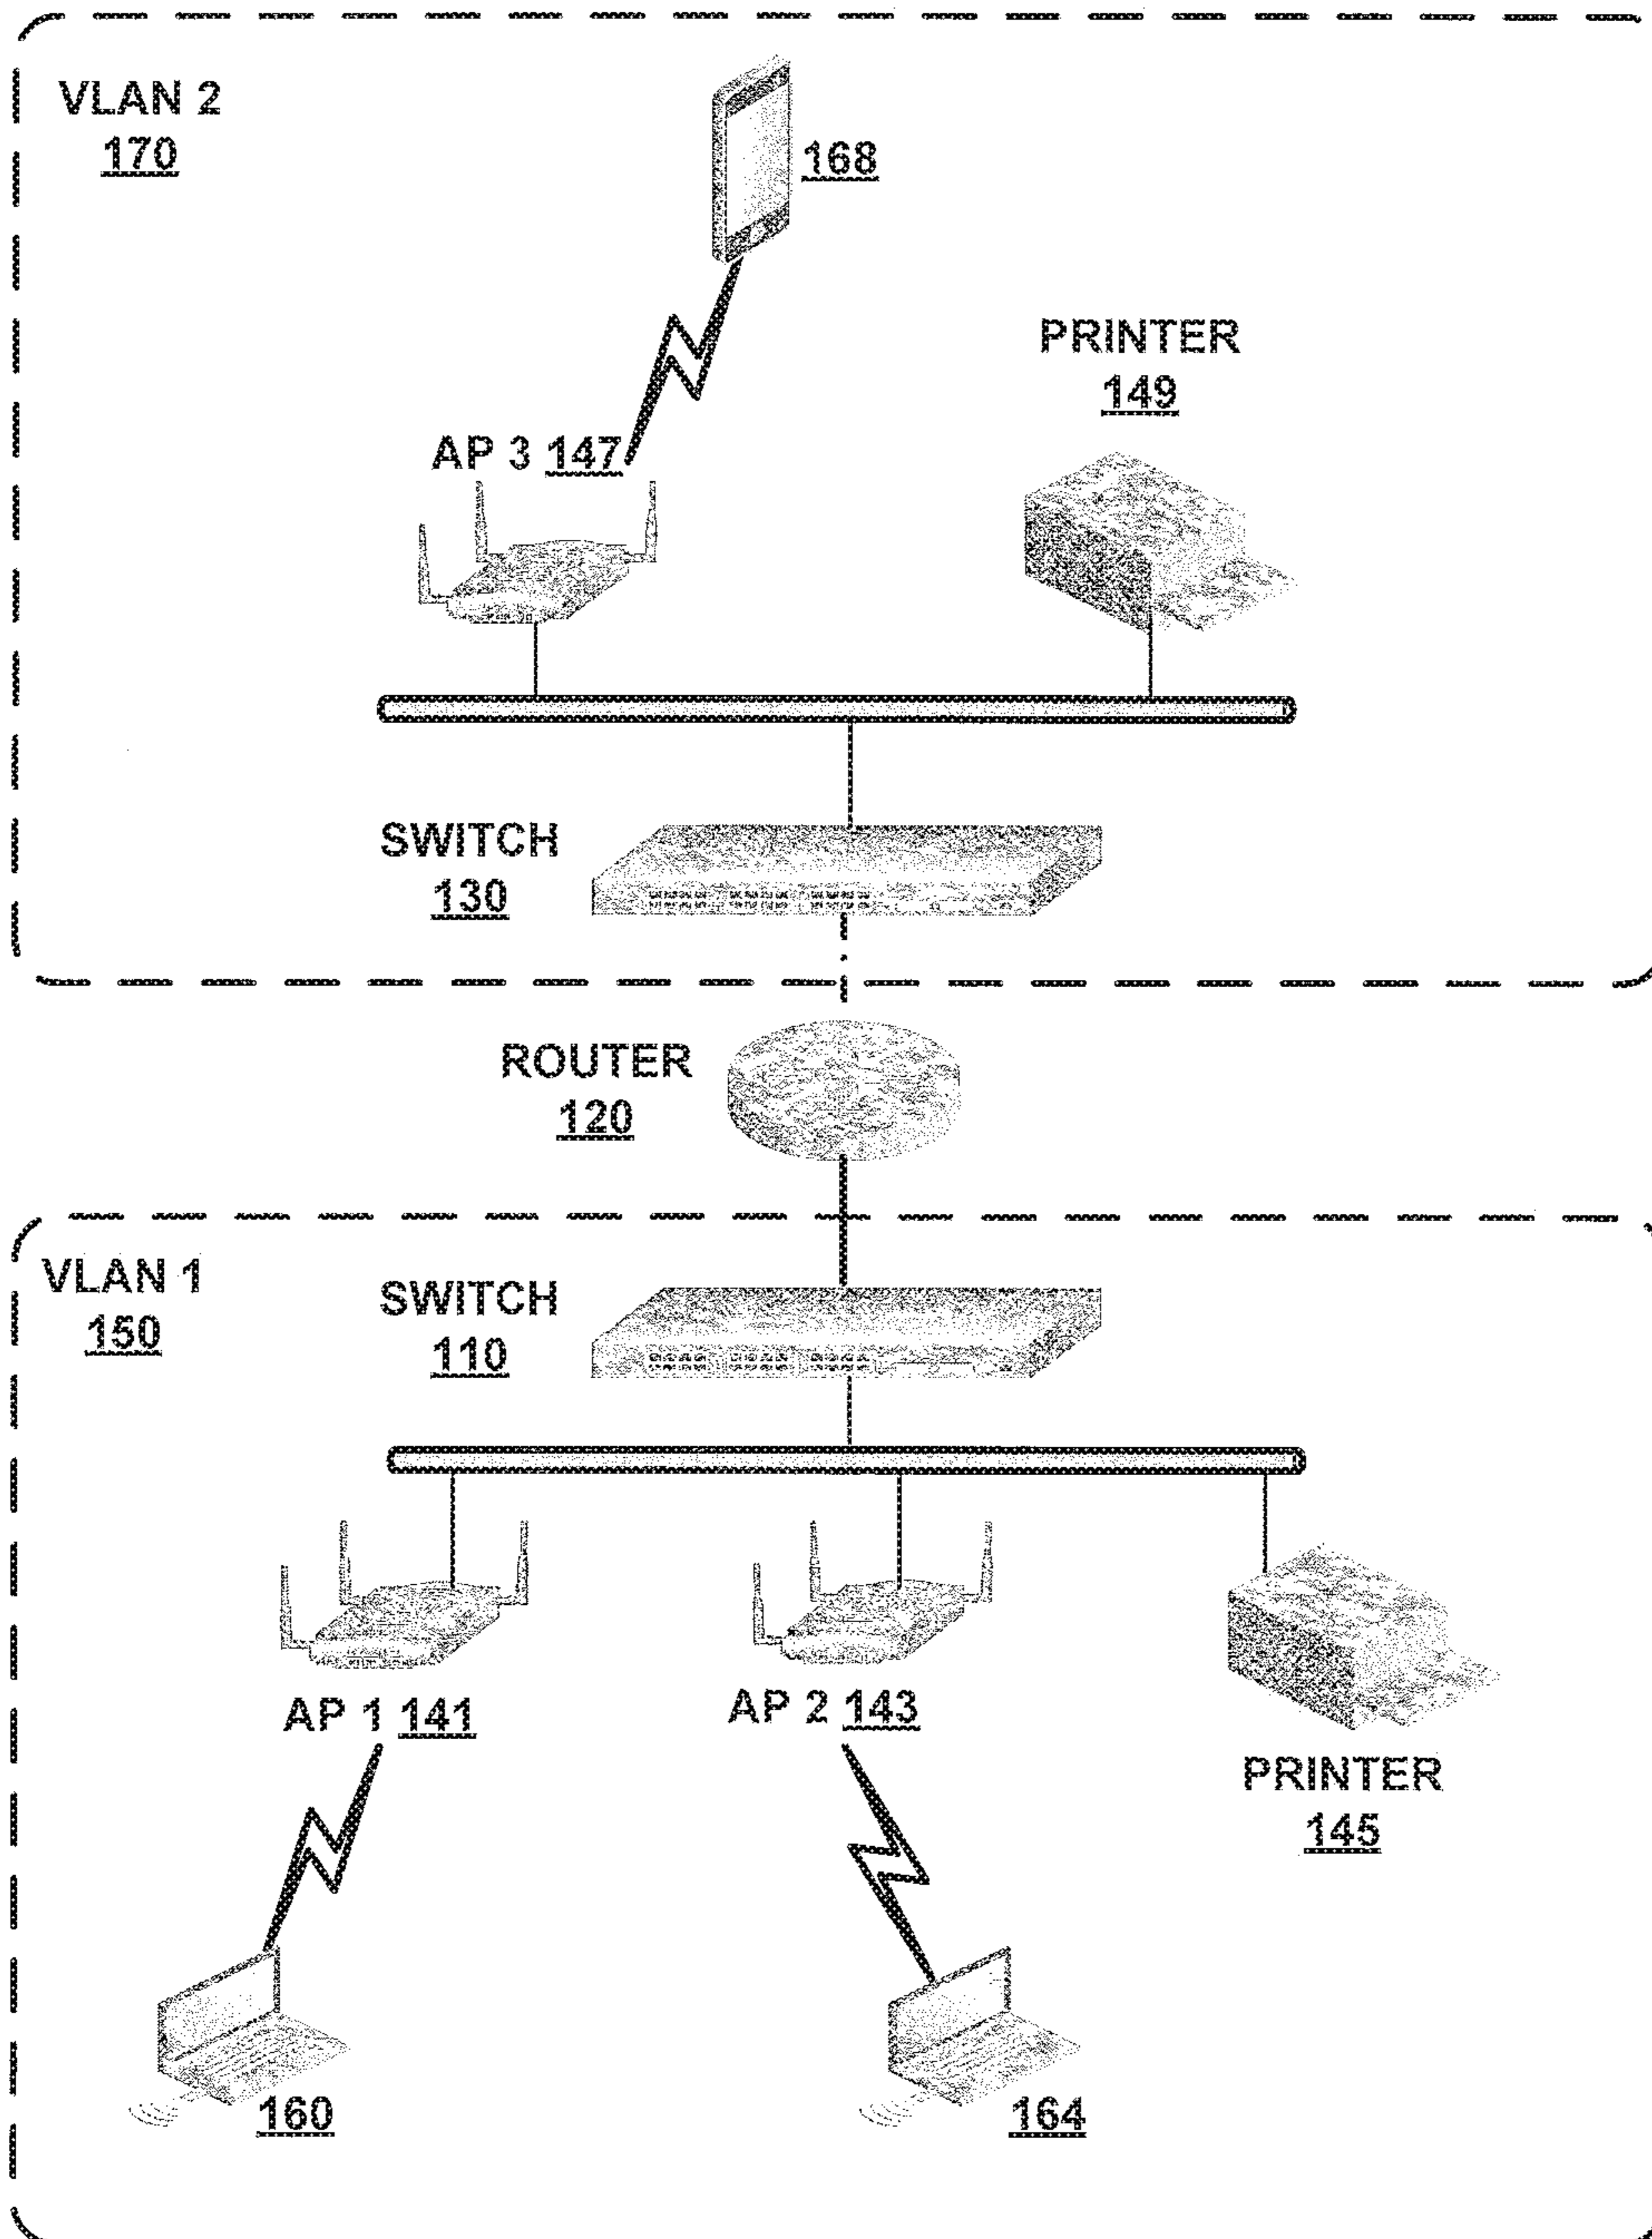 VLAN 2
170
168
PRINTER
149
AP 3 147
SWITCH
130
ROUTER
120
VLAN 1
150
SWITCH
110
AP 1 141
AP 2 143
PRINTER
145
160
164